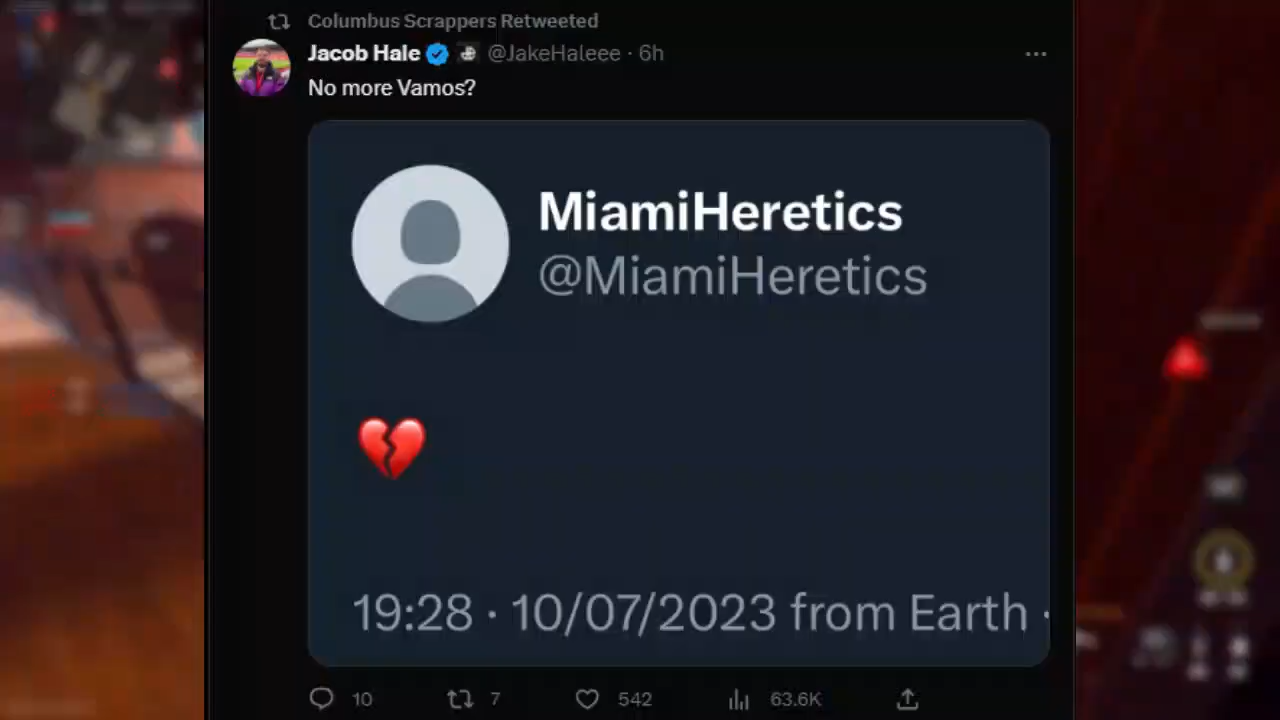 Columbus Scrappers Retweeted
Jacob Hale @JakeHaleee · 6h
No more Vamos?
MiamiHeretics
@MiamiHeretics
💔
19:28 · 10/07/2023 from Earth ·
10 7 542 63.6K